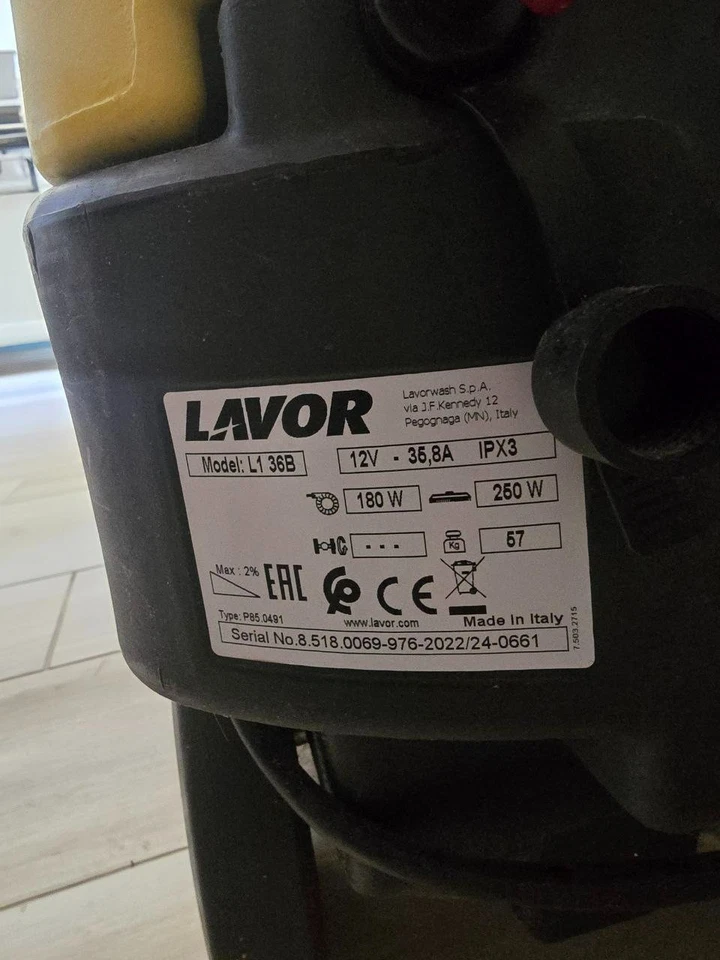 LAVOR
Lavorwash S.p.A.
via J.F.Kennedy 12
Pegognaga (MN), Italy
Model: L1 36B
12V - 35,8A IPX3
180 W
250 W
- - -
Kg
57
Max : 2%
EAC
CE
Type: P85.0491
www.lavor.com
Made in Italy
Serial No.8.518.0069-976-2022/24-0661
7.503.2715